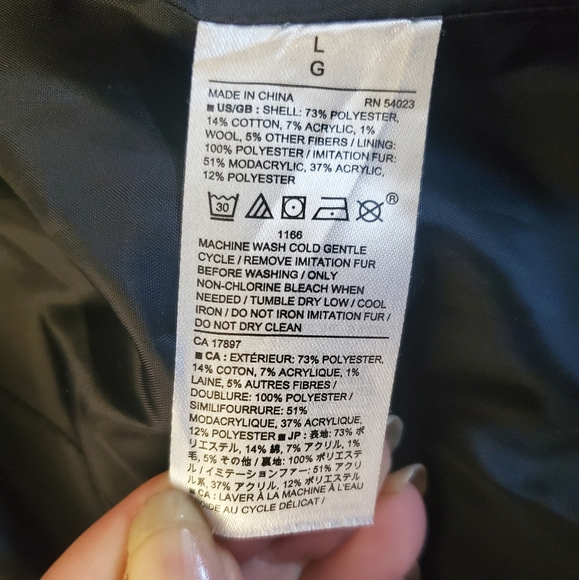 L
G
MADE IN CHINA RN 54023
■ US/GB : SHELL: 73% POLYESTER,
14% COTTON, 7% ACRYLIC, 1%
WOOL, 5% OTHER FIBERS / LINING:
100% POLYESTER / IMITATION FUR:
51% MODACRYLIC, 37% ACRYLIC,
12% POLYESTER
30 ®
1166
MACHINE WASH COLD GENTLE
CYCLE / REMOVE IMITATION FUR
BEFORE WASHING / ONLY
NON-CHLORINE BLEACH WHEN
NEEDED / TUMBLE DRY LOW / COOL
IRON / DO NOT IRON IMITATION FUR /
DO NOT DRY CLEAN
CA 17897
■ CA : EXTÉRIEUR: 73% POLYESTER,
14% COTON, 7% ACRYLIQUE, 1%
LAINE, 5% AUTRES FIBRES /
DOUBLURE: 100% POLYESTER /
SIMILIFOURRURE: 51%
MODACRYLIQUE, 37% ACRYLIQUE,
12% POLYESTER ■ JP : 表地: 73% ポ
リエステル, 14% 綿, 7% アクリル, 1%
毛, 5% その他 / 裏地: 100% ポリエステ
ル / イミテーションファー: 51% アクリ
ル系, 37% アクリル, 12% ポリエステル
■ CA : LAVER À LA MACHINE À L'EAU
AU CYCLE DÉLICAT /